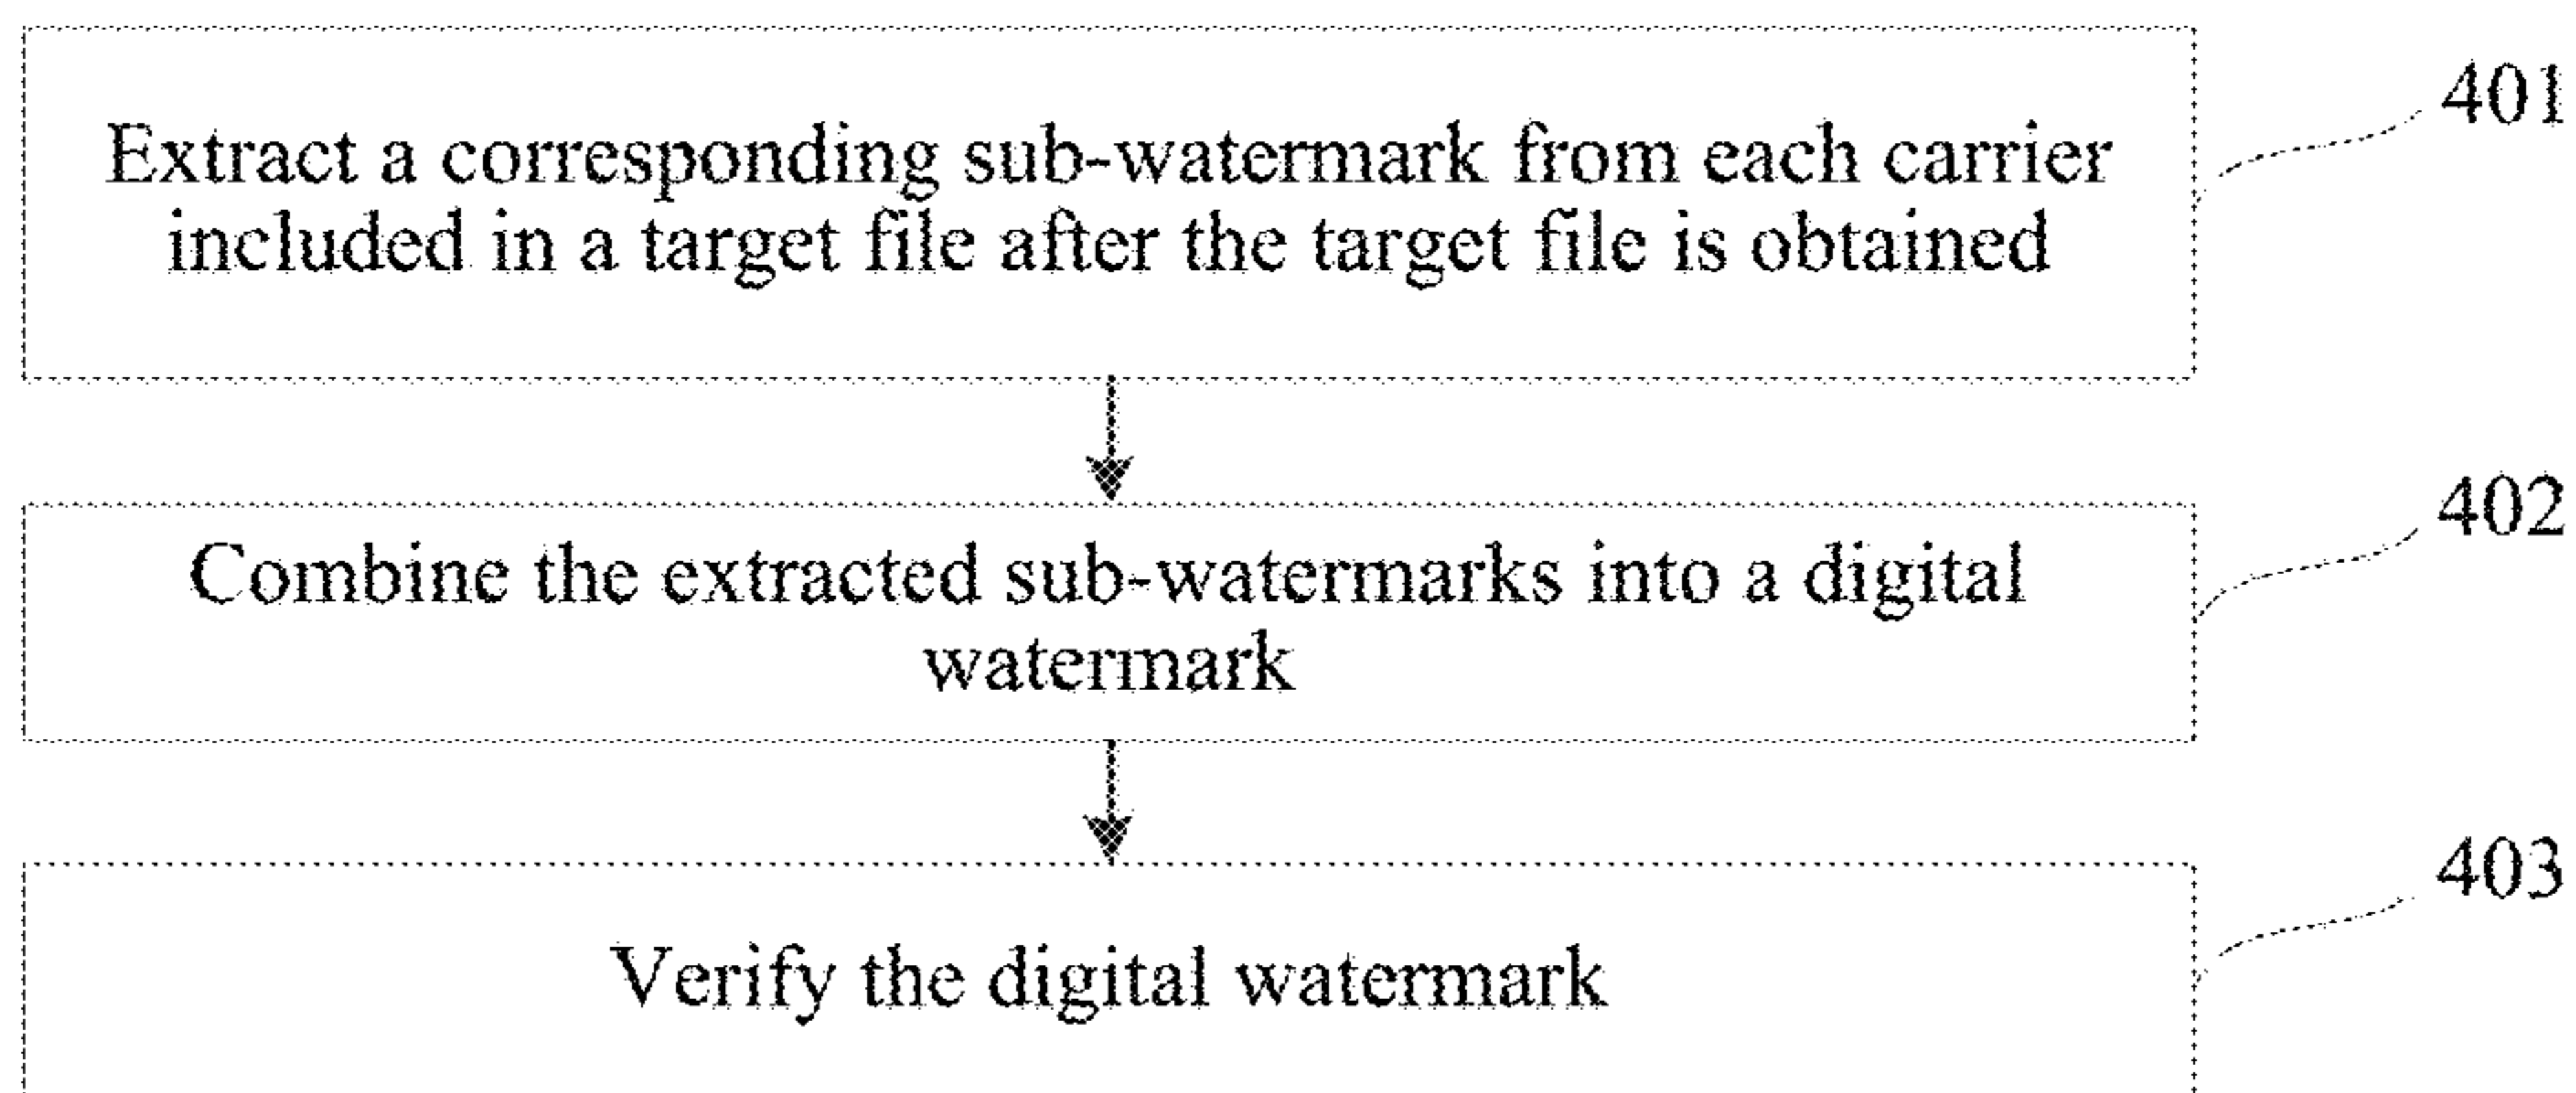 401
Extract a corresponding sub-watermark from each carrier
included in a target file after the target file is obtained
402
Combine the extracted sub-watermarks into a digital
watermark
403
Verify the digital watermark